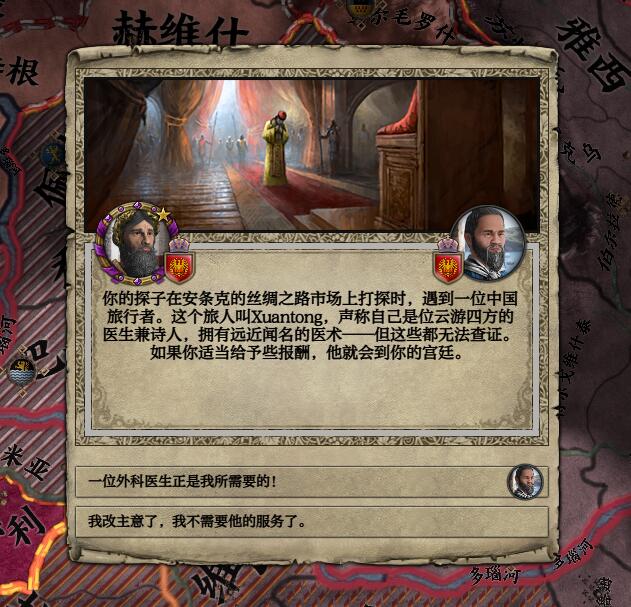 赫维什
雅西
你的探子在安条克的丝绸之路市场上打探时，遇到一位中国
旅行者。这个旅人叫Xuantong，声称自己是位云游四方的
医生兼诗人，拥有远近闻名的医术——但这些都无法查证。
如果你适当给予些报酬，他就会到你的宫廷。
一位外科医生正是我所需要的！
我改主意了，我不需要他的服务了。
多瑙河
多瑙河